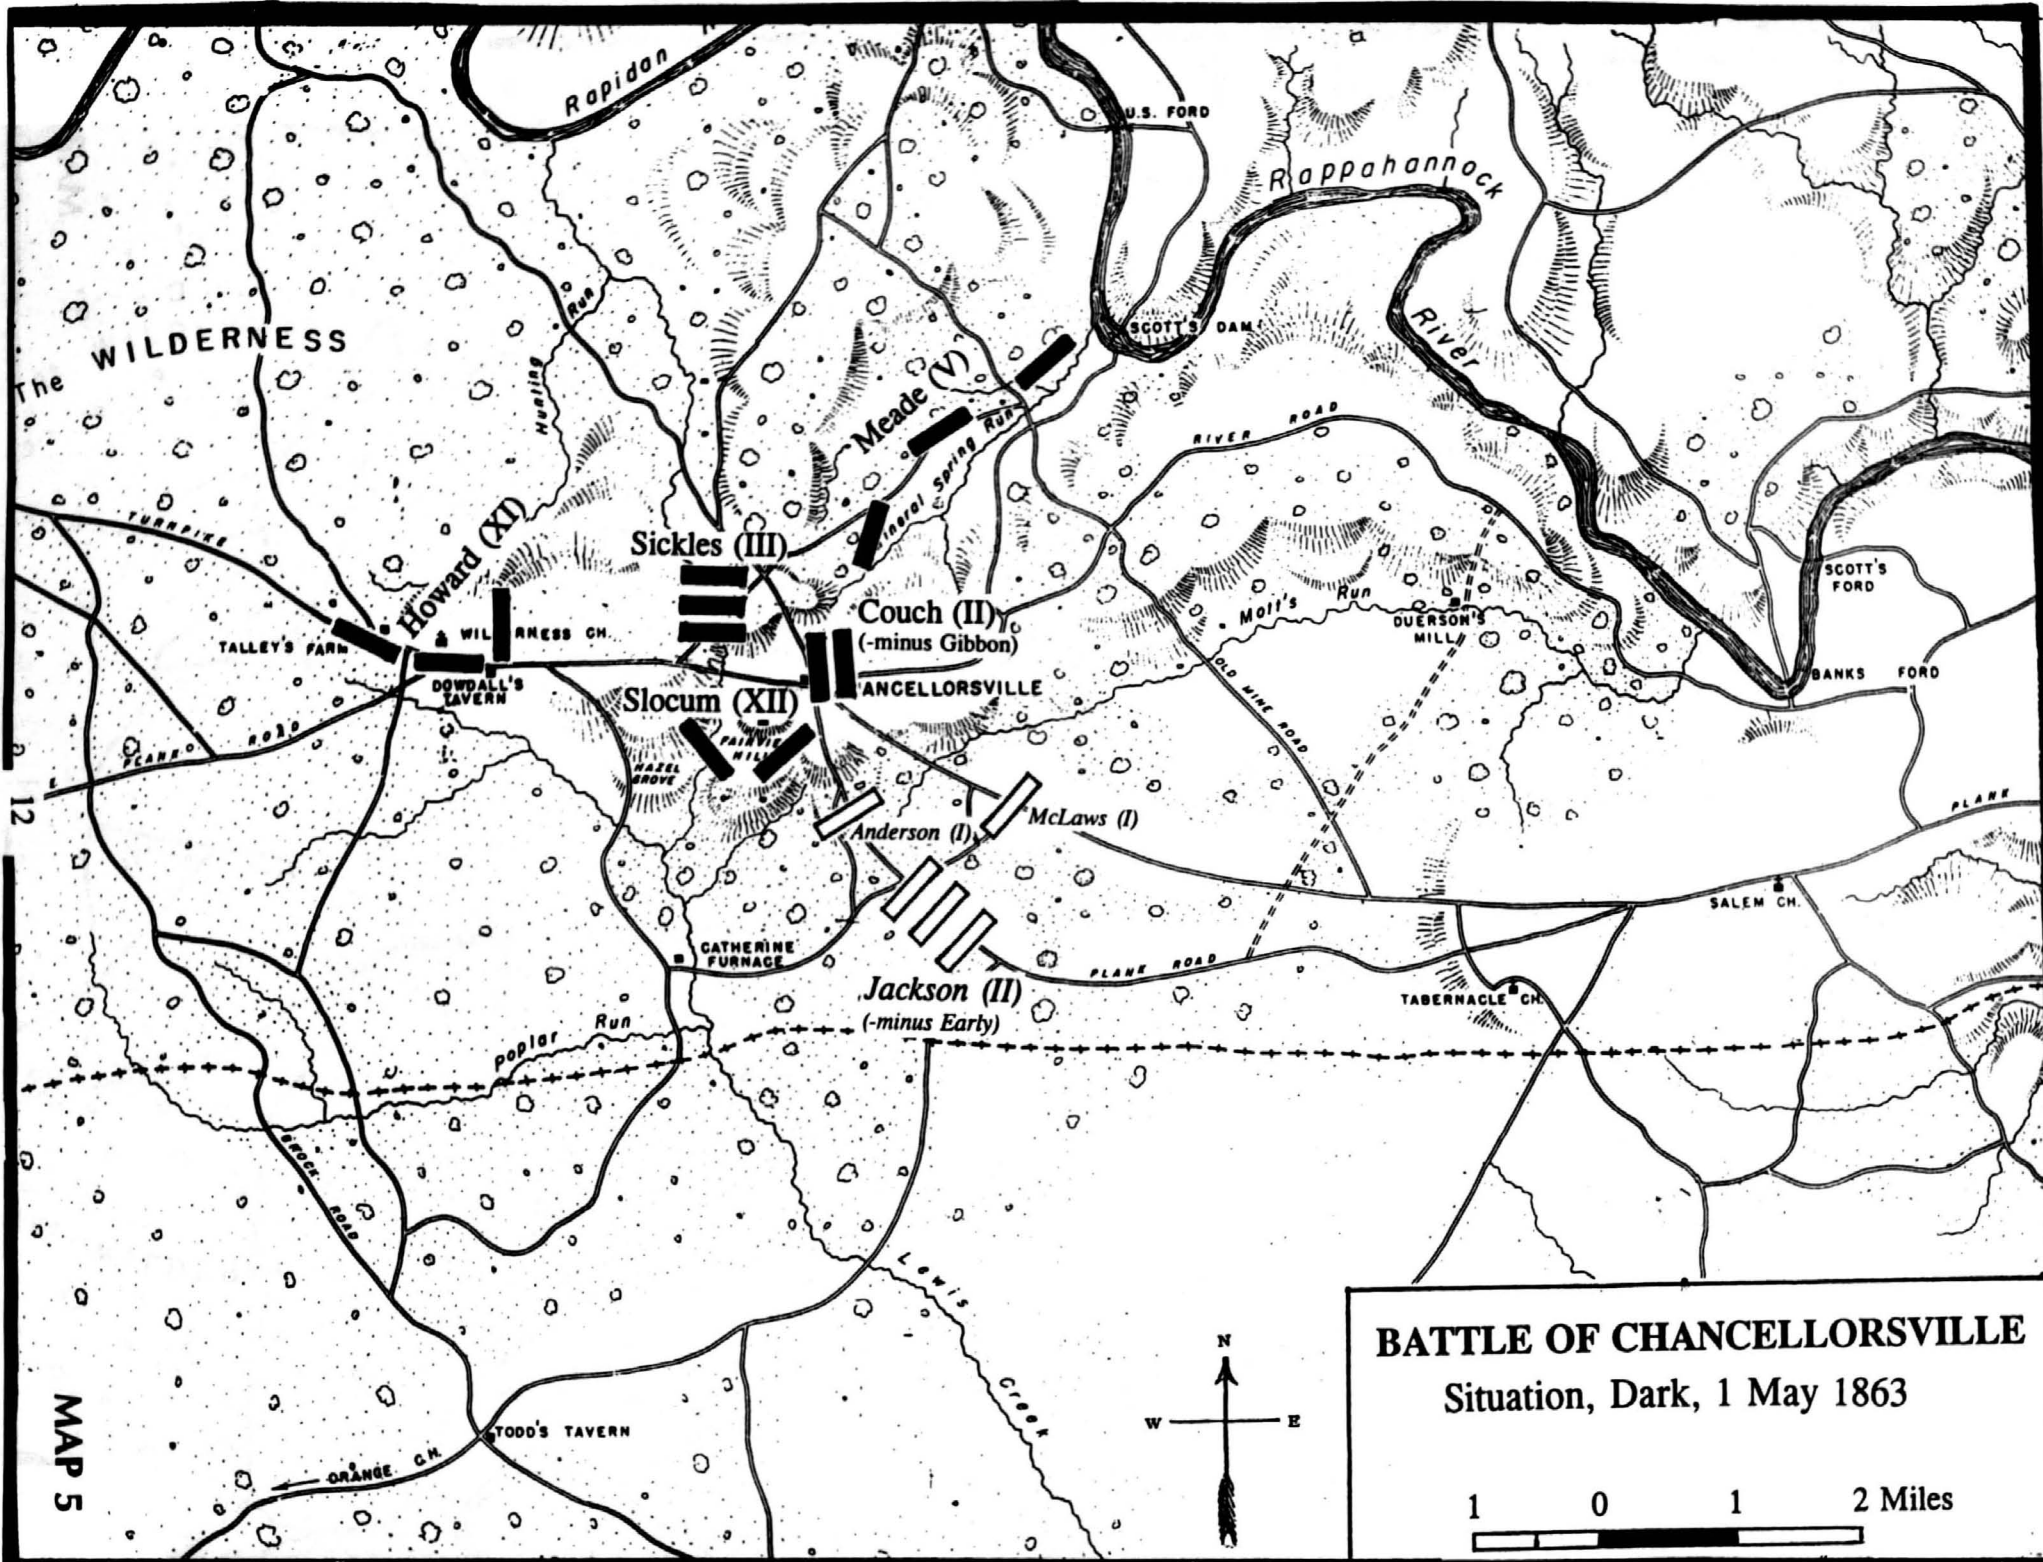 Rapidan
U.S. FORD
Rappahannock
River
SCOTT'S DAM
The WILDERNESS
Hunting
Run
Meade (V)
Mineral Spring Run
RIVER ROAD
TURNPIKE
Howard (XI)
Sickles (III)
Couch (II)
(-minus Gibbon)
Mott's Run
DUERSON'S
MILL
SCOTT'S
FORD
BANKS FORD
TALLEY'S FARM
WIL RNESS CH.
DOWDALL'S
TAVERN
Slocum (XII)
ANCELLORSVILLE
OLD MINE ROAD
FAIRVIE
HILL
HAZEL
GROVE
PLANK ROAD
12
Anderson (I)
McLaws (I)
PLANK
SALEM CH.
CATHERINE
FURNACE
PLANK ROAD
Jackson (II)
(-minus Early)
TABERNACLE CH.
Poplar Run
BROCK
ROAD
Lewis
Creek
TODD'S TAVERN
ORANGE C.H.
MAP 5
N
W E
BATTLE OF CHANCELLORSVILLE
Situation, Dark, 1 May 1863
1 0 1 2 Miles